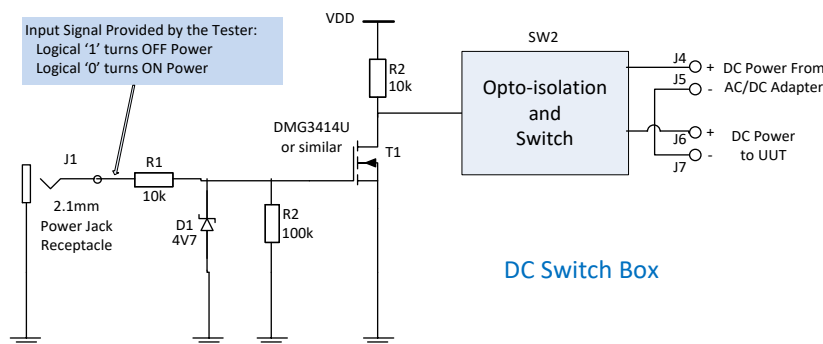 Input Signal Provided by the Tester:
Logical ‘1’ turns OFF Power
Logical ‘0’ turns ON Power
VDD
R2
10k
SW2
Opto-isolation
and
Switch
J4
+ DC Power From
J5
- AC/DC Adapter
+ DC Power
J6
- to UUT
J7
DMG3414U
or similar
T1
J1
R1
10k
2.1mm
Power Jack
Receptacle
D1
4V7
R2
100k
DC Switch Box